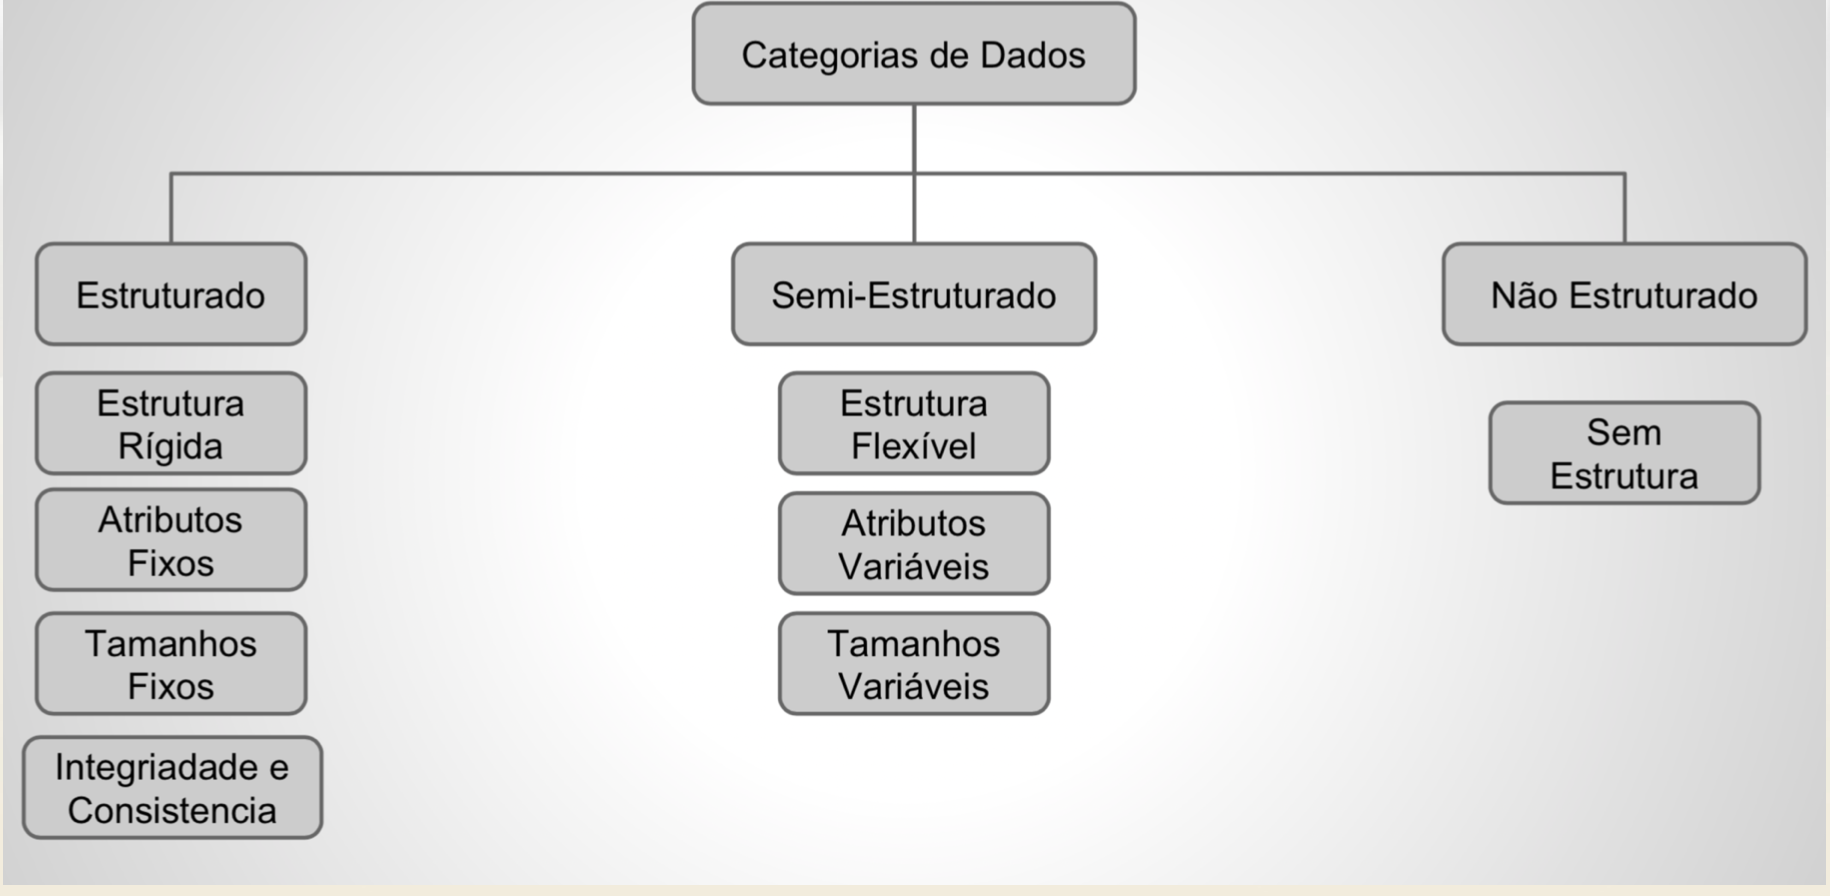 Categorias de Dados
Estruturado
Semi-Estruturado
Não Estruturado
Estrutura
Rígida
Atributos
Fixos
Tamanhos
Fixos
Integriadade e
Consistencia
Estrutura
Flexível
Atributos
Variáveis
Tamanhos
Variáveis
Sem
Estrutura